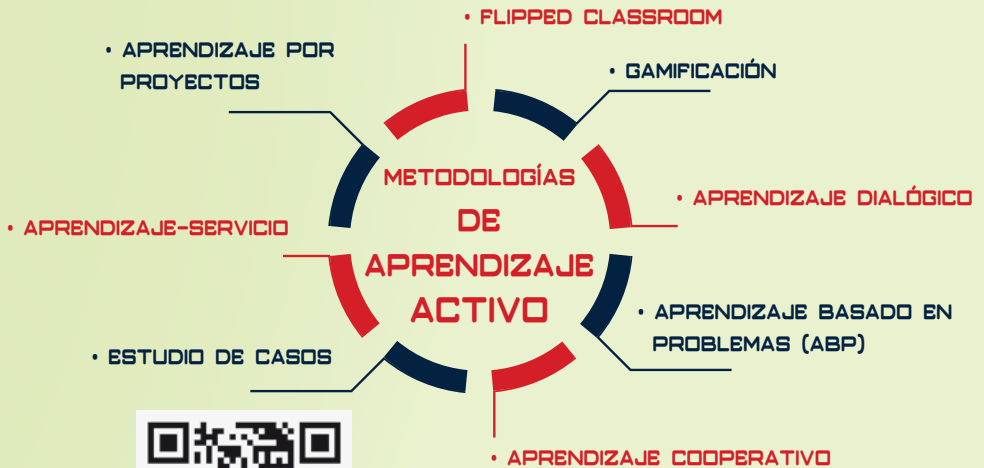 • FLIPPED CLASSROOM
• APRENDIZAJE POR
PROYECTOS
• GAMIFICACIÓN
METODOLOGÍAS
DE
APRENDIZAJE
ACTIVO
• APRENDIZAJE DIALÓGICO
• APRENDIZAJE-SERVICIO
• APRENDIZAJE BASADO EN
PROBLEMAS (ABP)
• ESTUDIO DE CASOS
• APRENDIZAJE COOPERATIVO